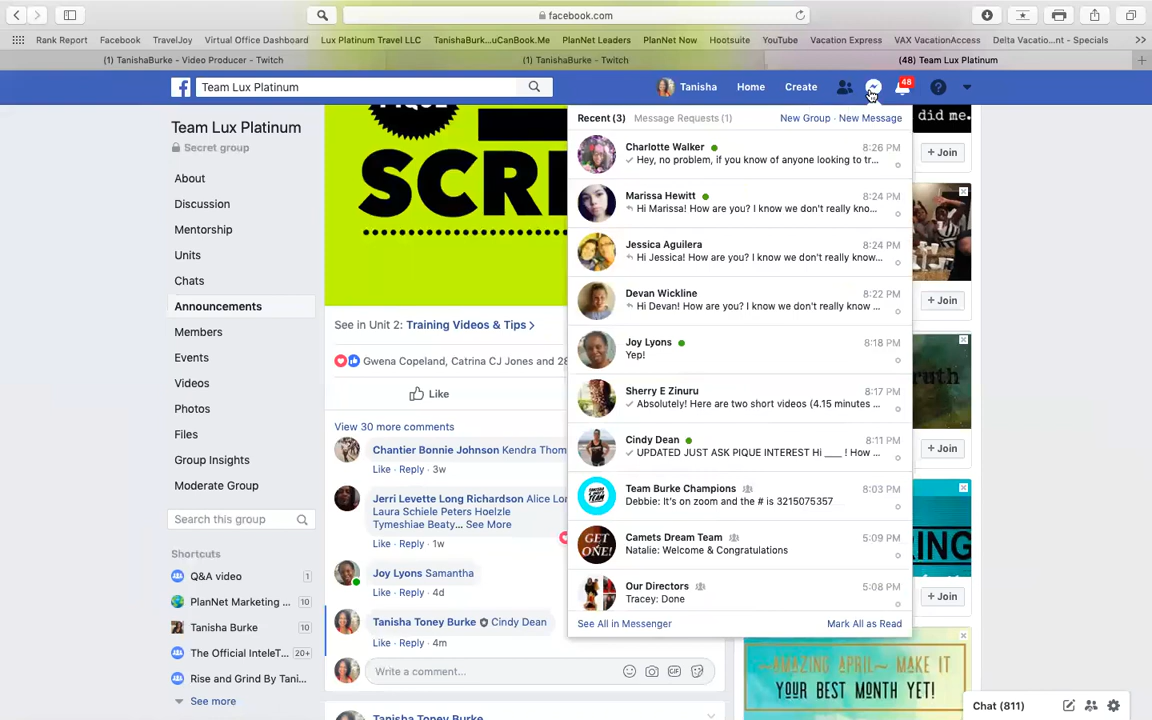 facebook.com
Rank Report Facebook TravelJoy Virtual Office Dashboard Lux Platinum Travel LLC TanishaBurk...uCanBook.Me PlanNet Leaders PlanNet Now Hootsuite YouTube Vacation Express VAX VacationAccess Delta Vacatio...nt - Specials
(1) TanishaBurke - Video Producer - Twitch
(1) TanishaBurke - Twitch
(48) Team Lux Platinum
Team Lux Platinum
Tanisha Home Create 48
Team Lux Platinum
Secret group
About
Discussion
Mentorship
Units
Chats
Announcements
Members
Events
Videos
Photos
Files
Group Insights
Moderate Group
Search this group
Shortcuts
Q&A video 1
PlanNet Marketing ... 10
Tanisha Burke 10
The Official InteleT... 20+
Rise and Grind By Tani...
See more
SCRI
See in Unit 2: Training Videos & Tips >
Gwena Copeland, Catrina CJ Jones and 28
Like
View 30 more comments
Chantier Bonnie Johnson Kendra Thom
Like · Reply · 3w
Jerri Levette Long Richardson Alice Lor
Laura Schiele Peters Hoelzle
Tymeshiae Beaty... See More
Like · Reply · 1w
Joy Lyons Samantha
Like · Reply · 4d
Tanisha Toney Burke Cindy Dean
Like · Reply · 4m
Write a comment...
GIF
Tanisha Toney Burke
Recent (3) Message Requests (1) New Group · New Message
Charlotte Walker 8:26 PM
Hey, no problem, if you know of anyone looking to tr...
Marissa Hewitt 8:24 PM
Hi Marissa! How are you? I know we don't really kno...
Jessica Aguilera 8:24 PM
Hi Jessica! How are you? I know we don't really know...
Devan Wickline 8:22 PM
Hi Devan! How are you? I know we don't really know ...
Joy Lyons 8:18 PM
Yep!
Sherry E Zinuru 8:17 PM
Absolutely! Here are two short videos (4.15 minutes ...
Cindy Dean 8:11 PM
UPDATED JUST ASK PIQUE INTEREST Hi ____ ! How ...
Team Burke Champions 8:03 PM
Debbie: It's on zoom and the # is 3215075357
GET ONE!
Camets Dream Team 5:09 PM
Natalie: Welcome & Congratulations
Our Directors 5:08 PM
Tracey: Done
See All in Messenger Mark All as Read
did me.
+ Join
+ Join
+ Join
+ Join
+ Join
~AMAZING APRIL~ MAKE IT
YOUR BEST MONTH YET!
Chat (811)